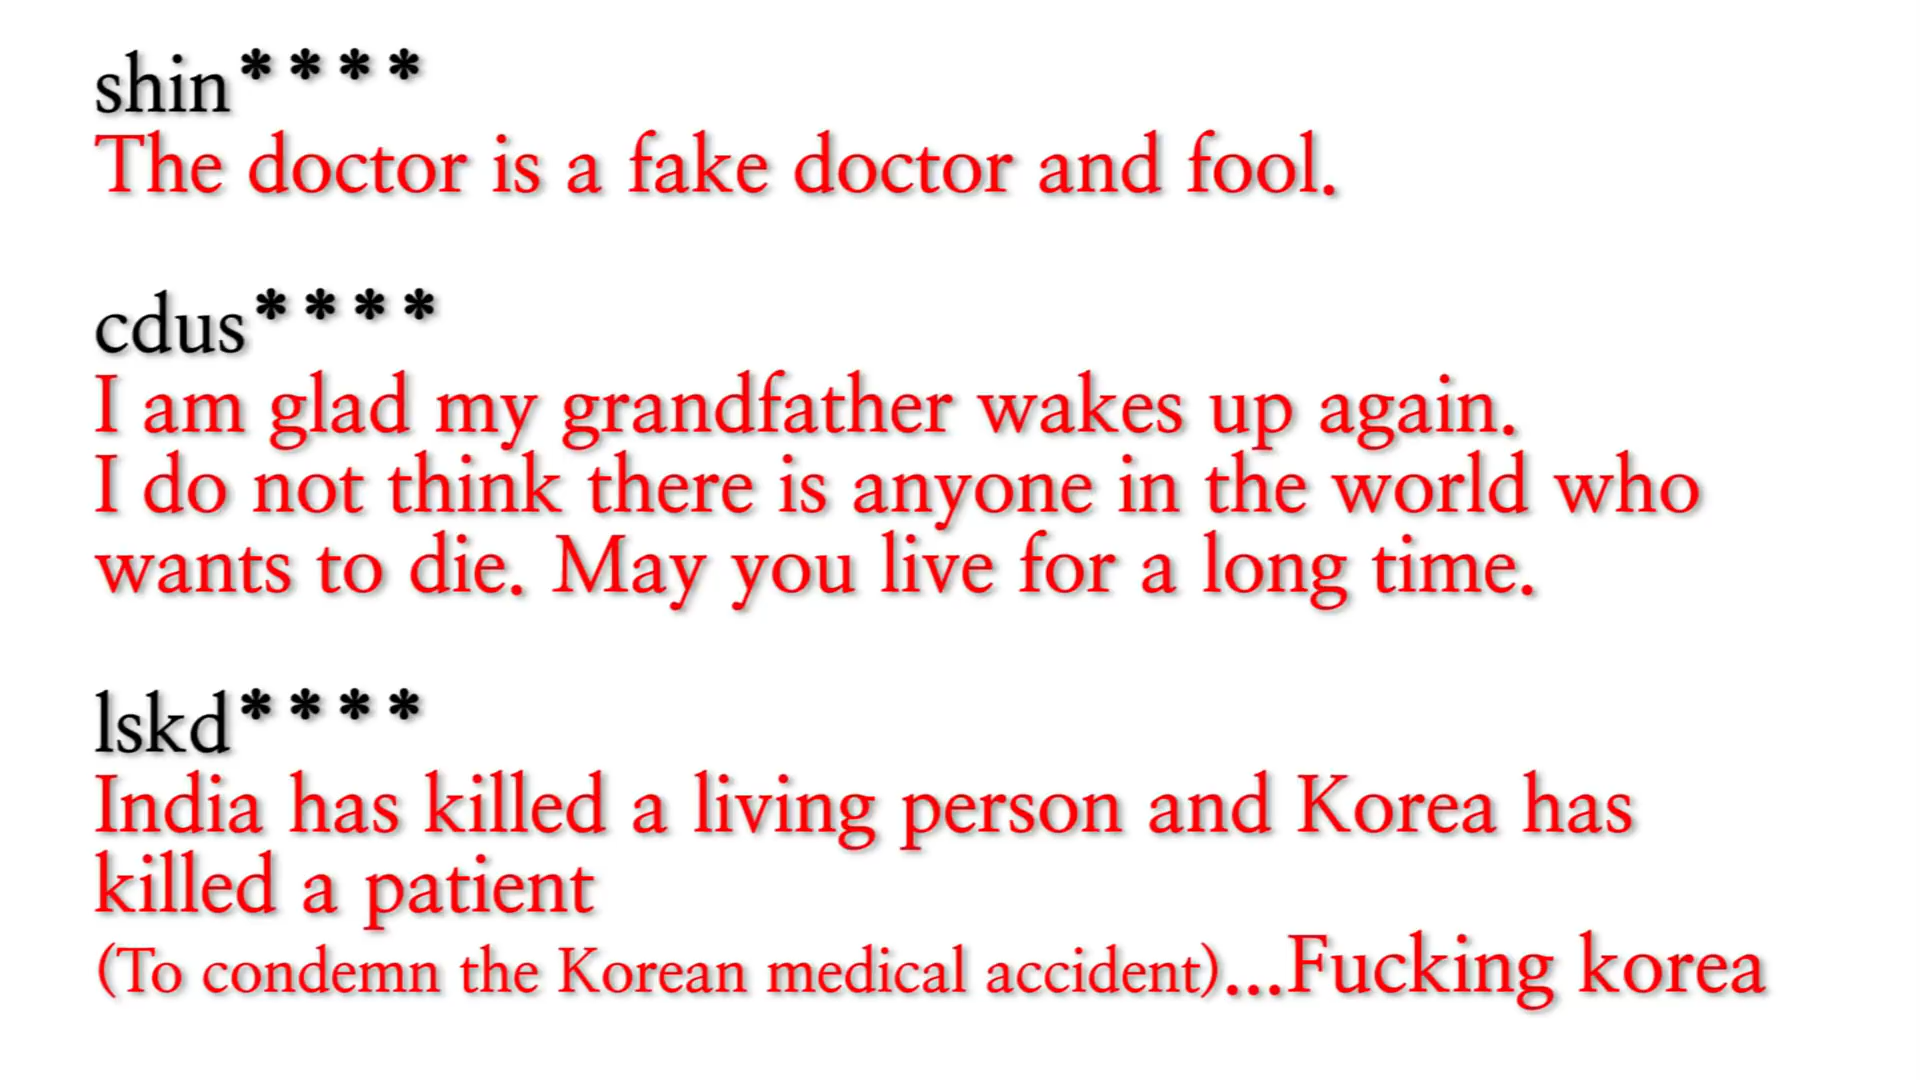 shin****
The doctor is a fake doctor and fool.
cdus****
I am glad my grandfather wakes up again.
I do not think there is anyone in the world who
wants to die. May you live for a long time.
lskd****
India has killed a living person and Korea has
killed a patient
(To condemn the Korean medical accident)...Fucking korea